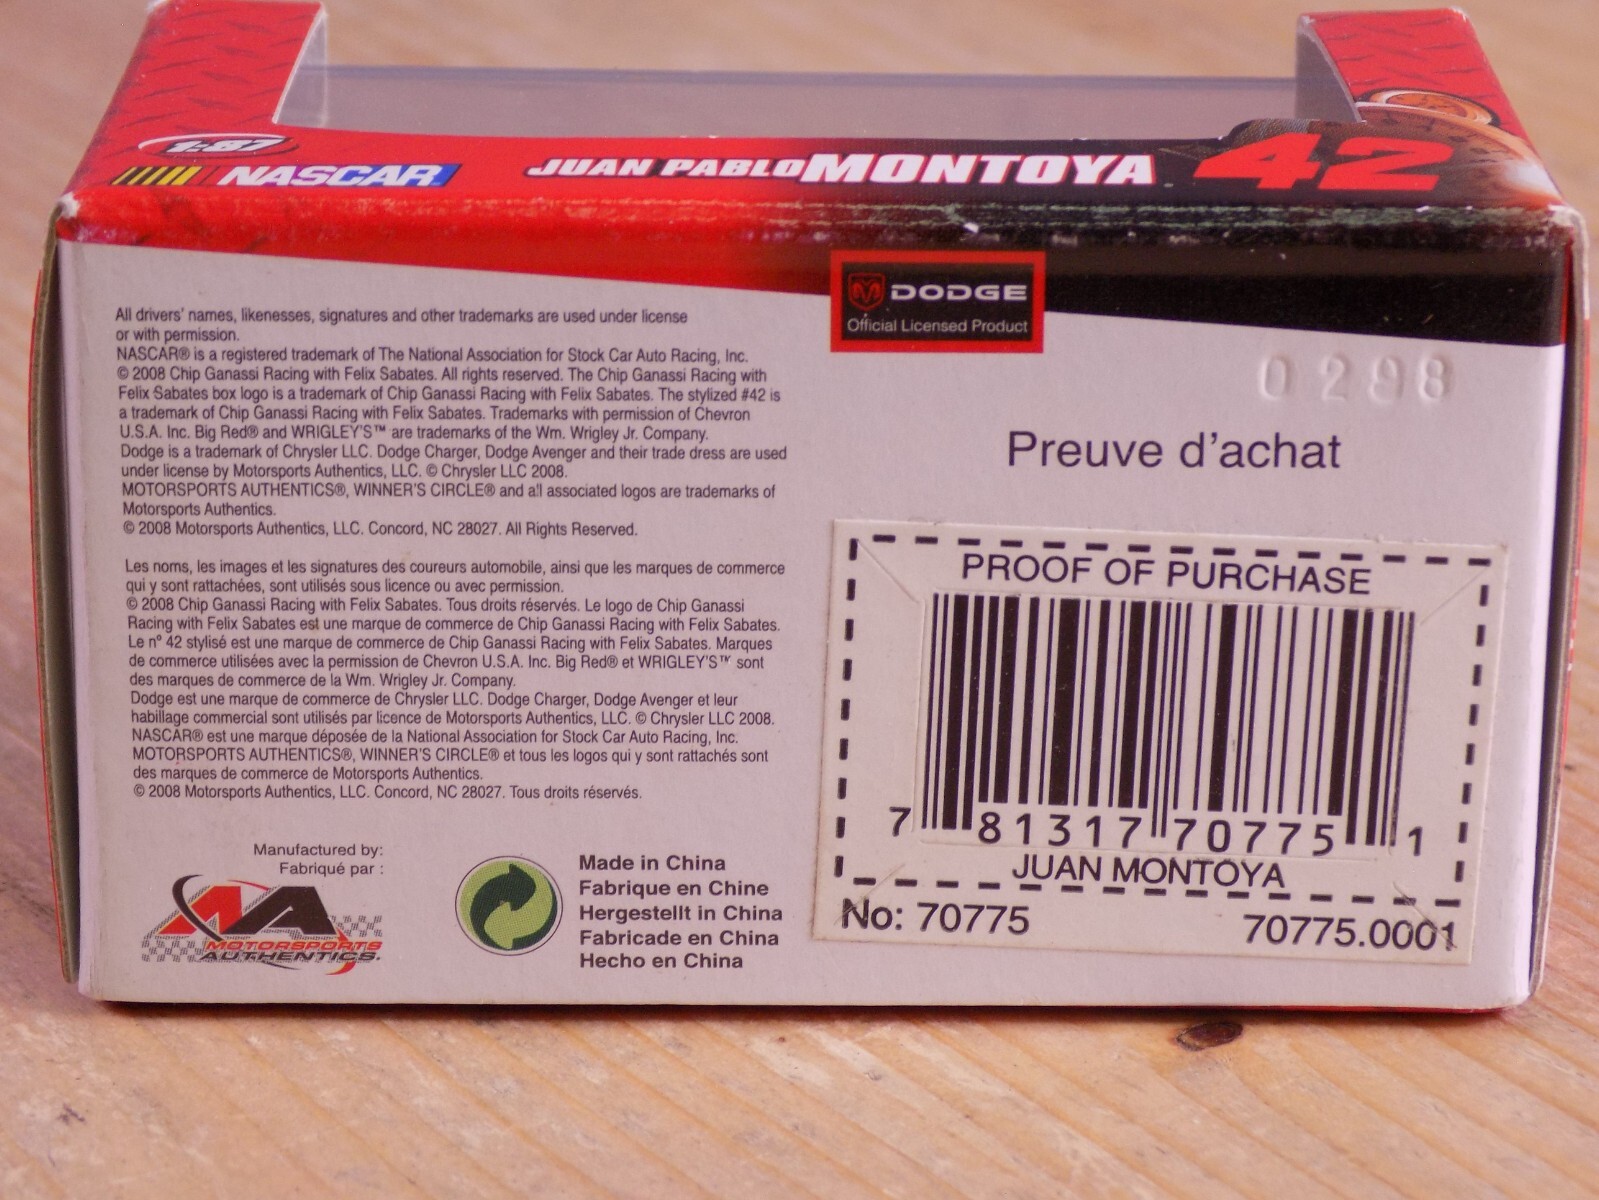 1:87
NASCAR
JUAN PABLO MONTOYA 42
DODGE
Official Licensed Product
All drivers' names, likenesses, signatures and other trademarks are used under license
or with permission.
NASCAR® is a registered trademark of The National Association for Stock Car Auto Racing, Inc.
© 2008 Chip Ganassi Racing with Felix Sabates. All rights reserved. The Chip Ganassi Racing with
Felix Sabates box logo is a trademark of Chip Ganassi Racing with Felix Sabates. The stylized #42 is
a trademark of Chip Ganassi Racing with Felix Sabates. Trademarks with permission of Chevron
U.S.A. Inc. Big Red® and WRIGLEY'S™ are trademarks of the Wm. Wrigley Jr. Company.
Dodge is a trademark of Chrysler LLC. Dodge Charger, Dodge Avenger and their trade dress are used
under license by Motorsports Authentics, LLC. © Chrysler LLC 2008.
MOTORSPORTS AUTHENTICS®, WINNER'S CIRCLE® and all associated logos are trademarks of
Motorsports Authentics.
© 2008 Motorsports Authentics, LLC. Concord, NC 28027. All Rights Reserved.
Les noms, les images et les signatures des coureurs automobile, ainsi que les marques de commerce
qui y sont rattachées, sont utilisés sous licence ou avec permission.
© 2008 Chip Ganassi Racing with Felix Sabates. Tous droits réservés. Le logo de Chip Ganassi
Racing with Felix Sabates est une marque de commerce de Chip Ganassi Racing with Felix Sabates.
Le n° 42 stylisé est une marque de commerce de Chip Ganassi Racing with Felix Sabates. Marques
de commerce utilisées avec la permission de Chevron U.S.A. Inc. Big Red® et WRIGLEY'S™ sont
des marques de commerce de la Wm. Wrigley Jr. Company.
Dodge est une marque de commerce de Chrysler LLC. Dodge Charger, Dodge Avenger et leur
habillage commercial sont utilisés par licence de Motorsports Authentics, LLC. © Chrysler LLC 2008.
NASCAR® est une marque déposée de la National Association for Stock Car Auto Racing, Inc.
MOTORSPORTS AUTHENTICS®, WINNER'S CIRCLE® et tous les logos qui y sont rattachés sont
des marques de commerce de Motorsports Authentics.
© 2008 Motorsports Authentics, LLC. Concord, NC 28027. Tous droits réservés.
Manufactured by:
Fabriqué par :
MOTORSPORTS
AUTHENTICS.
Made in China
Fabrique en Chine
Hergestellt in China
Fabricade en China
Hecho en China
Preuve d'achat
PROOF OF PURCHASE
7 81317 70775 1
JUAN MONTOYA
No: 70775 70775.0001